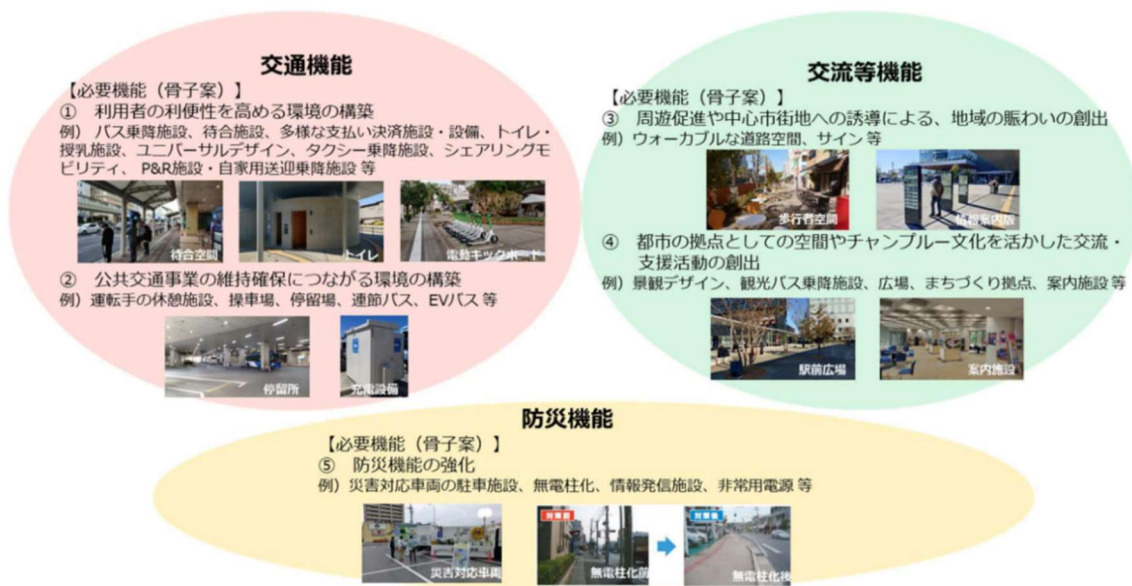 交通機能
【必要機能（骨子案）】
① 利用者の利便性を高める環境の構築
例）バス乗降施設、待合施設、多様な支払い決済施設・設備、トイレ・
授乳施設、ユニバーサルデザイン、タクシー乗降施設、シェアリングモ
ビリティ、 P&R施設・自家用送迎乗降施設 等
待合空間
トイレ
電動キックボード
② 公共交通事業の維持確保につながる環境の構築
例）運転手の休憩施設、操車場、停留場、連節バス、EVバス 等
停留所
充電設備
交流等機能
【必要機能（骨子案）】
③ 周遊促進や中心市街地への誘導による、地域の賑わいの創出
例）ウォーカブルな道路空間、サイン 等
歩行者空間
情報案内版
④ 都市の拠点としての空間やチャンプルー文化を活かした交流・
支援活動の創出
例）景観デザイン、観光バス乗降施設、広場、まちづくり拠点、案内施設 等
駅前広場
案内施設
防災機能
【必要機能（骨子案）】
⑤ 防災機能の強化
例）災害対応車両の駐車施設、無電柱化、情報発信施設、非常用電源 等
災害対応車両
対策前
無電柱化前
対策後
無電柱化後